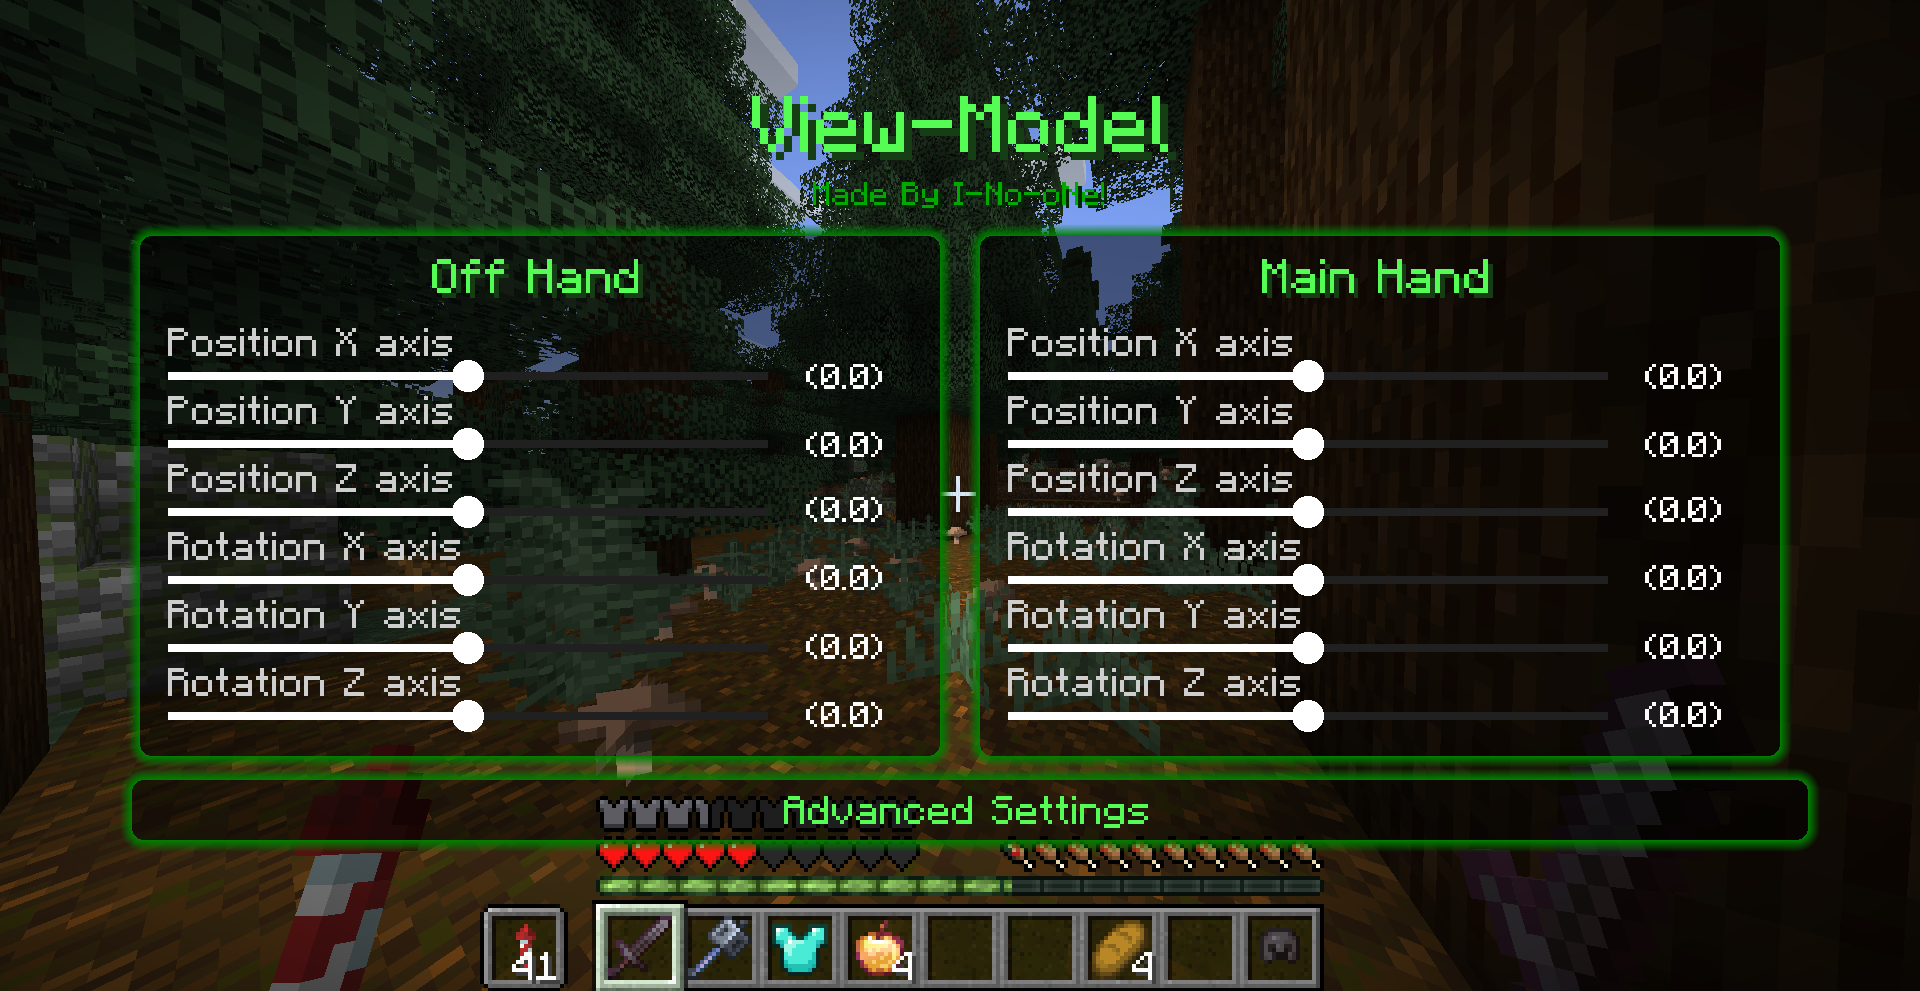 View-Model
Made By I-No-oNe!
Off Hand
Position X axis
(0.0)
Position Y axis
(0.0)
Position Z axis
(0.0)
Rotation X axis
(0.0)
Rotation Y axis
(0.0)
Rotation Z axis
(0.0)
Main Hand
Position X axis
(0.0)
Position Y axis
(0.0)
Position Z axis
(0.0)
Rotation X axis
(0.0)
Rotation Y axis
(0.0)
Rotation Z axis
(0.0)
Advanced Settings
41 4 4